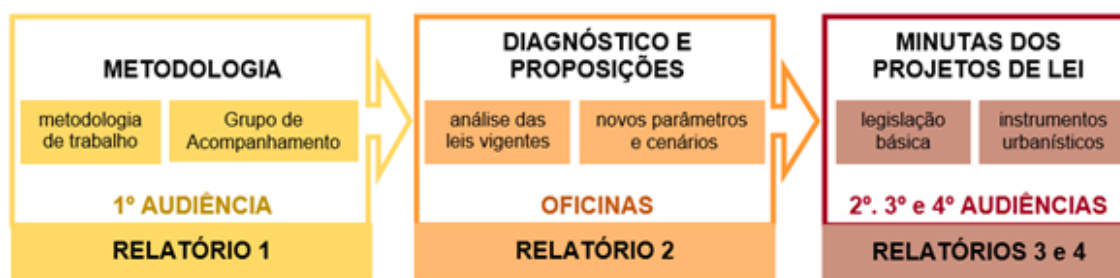 METODOLOGIA
metodologia
de trabalho
Grupo de
Acompanhamento
1º AUDIÊNCIA
RELATÓRIO 1
DIAGNÓSTICO E
PROPOSIÇÕES
análise das
leis vigentes
novos parâmetros
e cenários
OFICINAS
RELATÓRIO 2
MINUTAS DOS
PROJETOS DE LEI
legislação
básica
instrumentos
urbanísticos
2º. 3º e 4º AUDIÊNCIAS
RELATÓRIOS 3 e 4